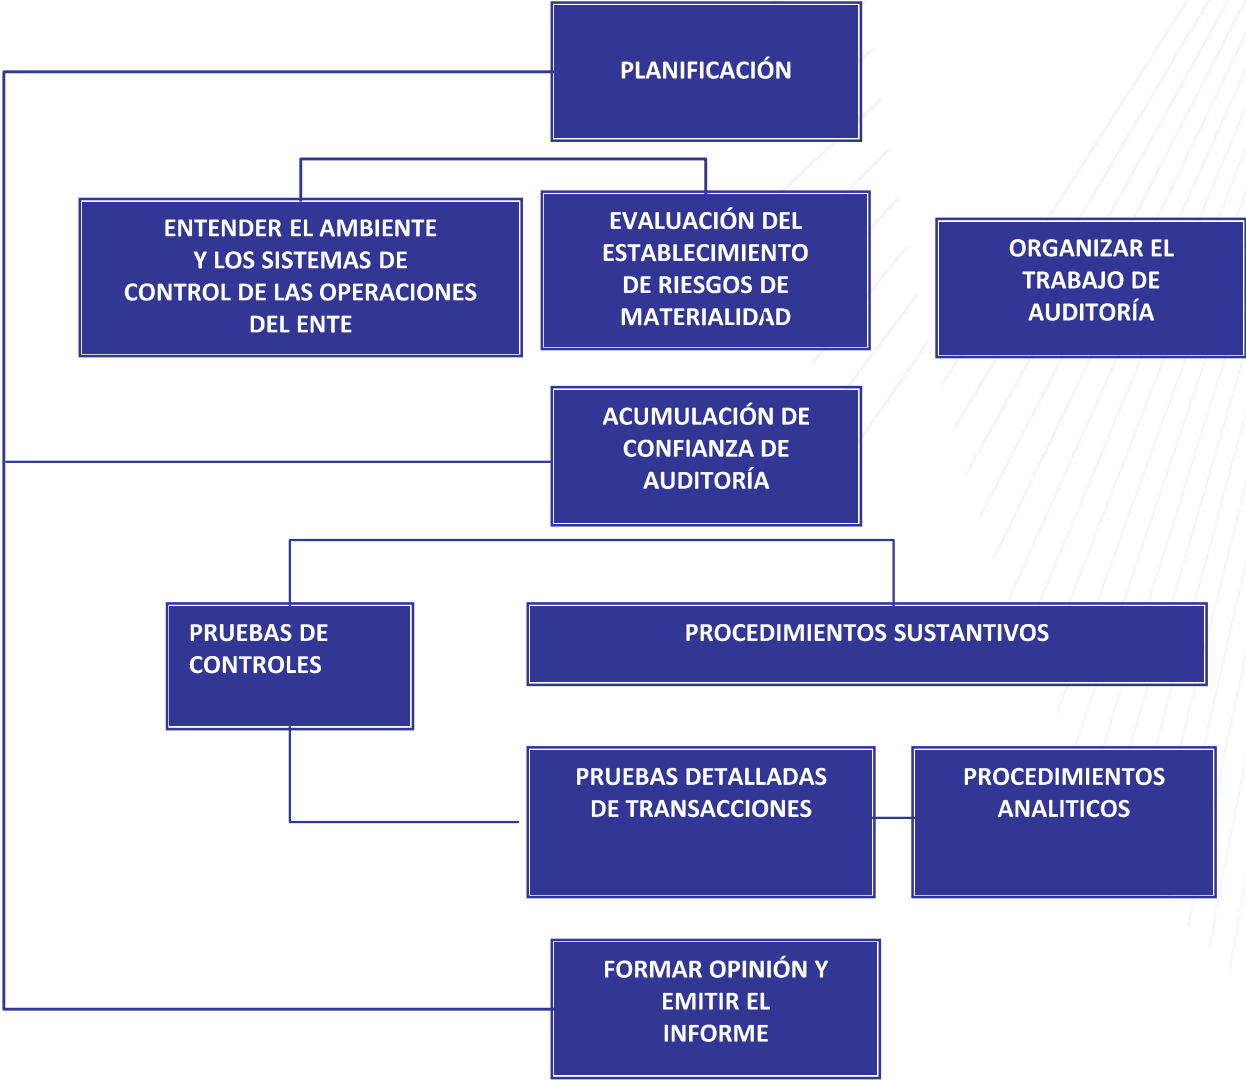 PLANIFICACIÓN
ENTENDER EL AMBIENTE
Y LOS SISTEMAS DE
CONTROL DE LAS OPERACIONES
DEL ENTE
EVALUACIÓN DEL
ESTABLECIMIENTO
DE RIESGOS DE
MATERIALIDAD
ORGANIZAR EL
TRABAJO DE
AUDITORÍA
ACUMULACIÓN DE
CONFIANZA DE
AUDITORÍA
PRUEBAS DE
CONTROLES
PROCEDIMIENTOS SUSTANTIVOS
PRUEBAS DETALLADAS
DE TRANSACCIONES
PROCEDIMIENTOS
ANALITICOS
FORMAR OPINIÓN Y
EMITIR EL
INFORME